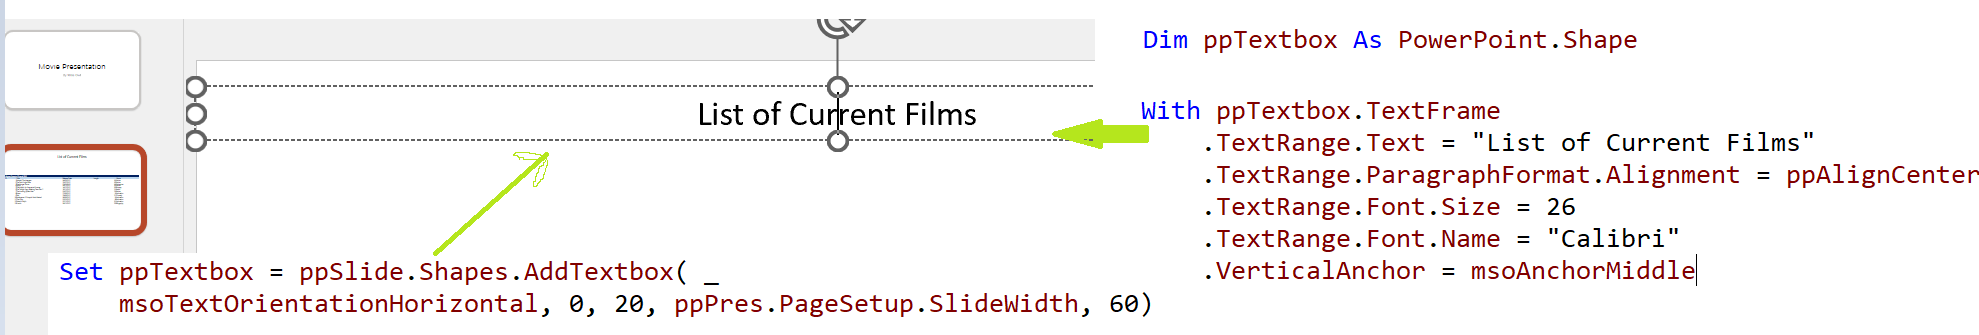 Movie Presentation
List of Current Films
List of Current Films
Set ppTextbox = ppSlide.Shapes.AddTextbox( _
msoTextOrientationHorizontal, 0, 20, ppPres.PageSetup.SlideWidth, 60)
Dim ppTextbox As PowerPoint.Shape
With ppTextbox.TextFrame
.TextRange.Text = "List of Current Films"
.TextRange.ParagraphFormat.Alignment = ppAlignCenter
.TextRange.Font.Size = 26
.TextRange.Font.Name = "Calibri"
.VerticalAnchor = msoAnchorMiddle